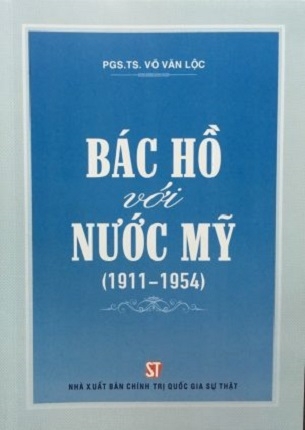 PGS.TS. VÕ VĂN LỘC
BÁC HỒ
với
NƯỚC MỸ
(1911-1954)
ST
NHÀ XUẤT BẢN CHÍNH TRỊ QUỐC GIA SỰ THẬT